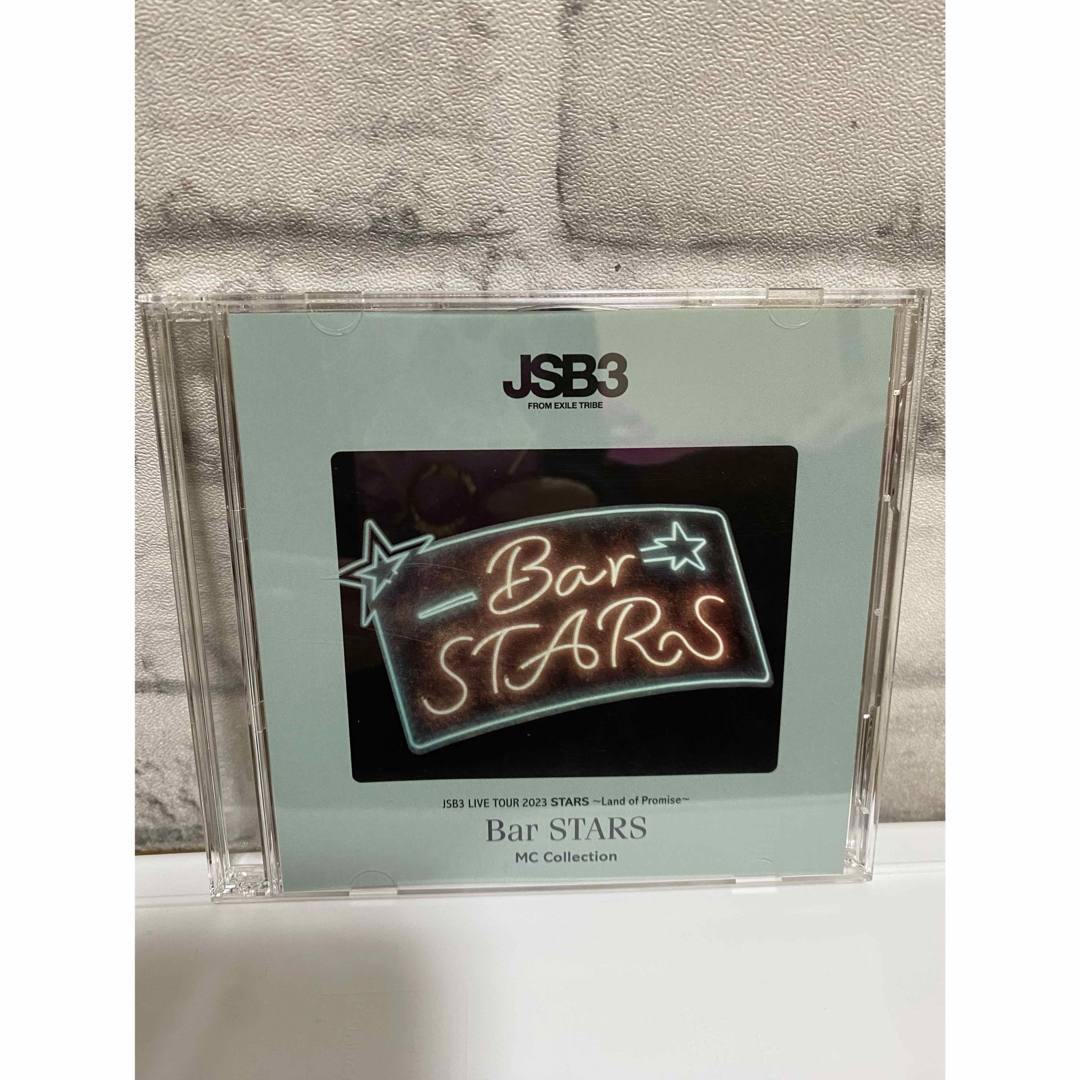 JSB3
FROM EXILE TRIBE
Bar
STARS
JSB3 LIVE TOUR 2023 STARS ~Land of Promise~
Bar STARS
MC Collection